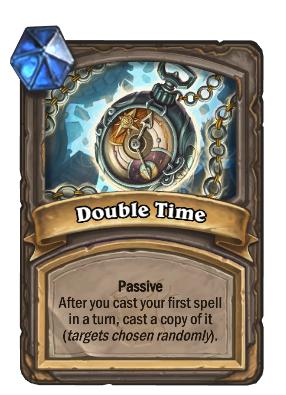 Double Time
Passive
After you cast your first spell
in a turn, cast a copy of it
(targets chosen randomly).